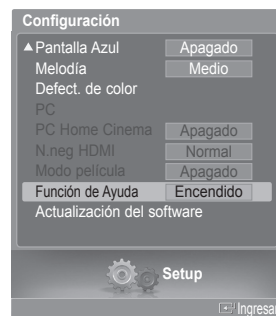 Configuración
▲Pantalla Azul Apagado
Melodía Medio
Defect. de color
PC
PC Home Cinema Apagado
N.neg HDMI Normal
Modo película Apagado
Función de Ayuda Encendido
Actualización del software
Setup
Ingresar